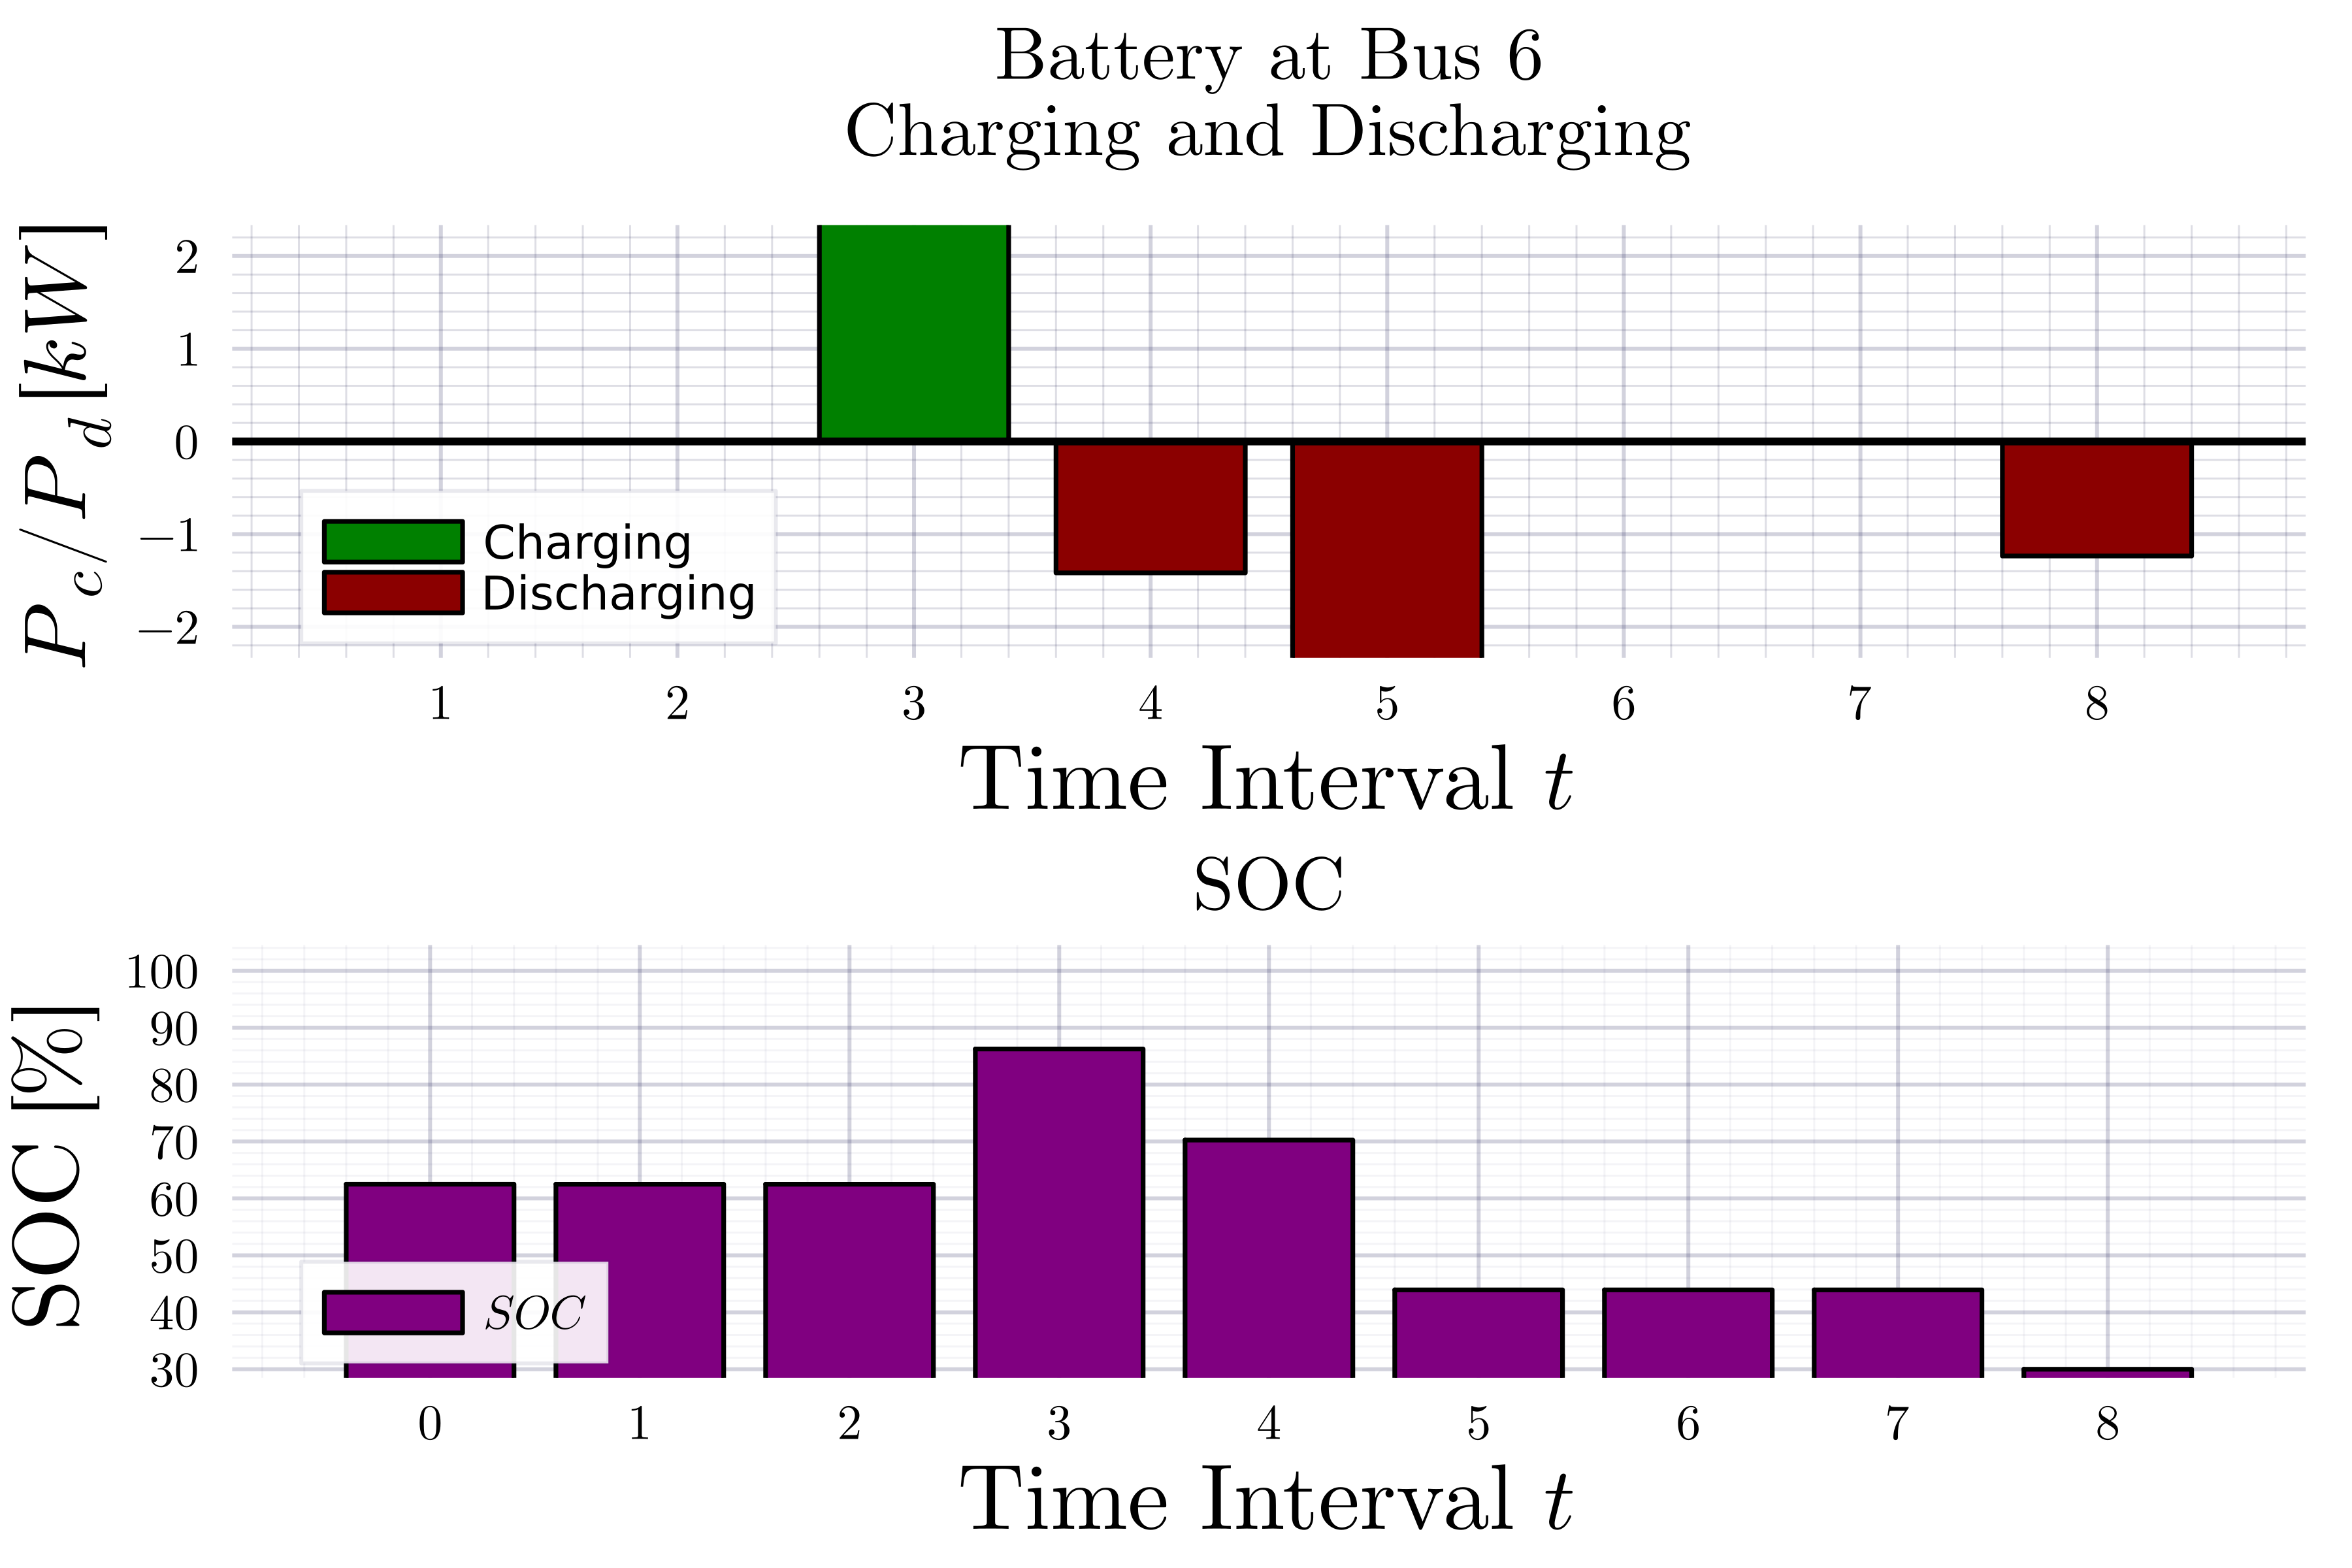 Battery at Bus 6
Charging and Discharging
P_c/P_d [kW]
2
1
0
−1
−2
Charging
Discharging
1 2 3 4 5 6 7 8
Time Interval t
SOC
SOC [%]
100
90
80
70
60
50
40
30
SOC
0 1 2 3 4 5 6 7 8
Time Interval t